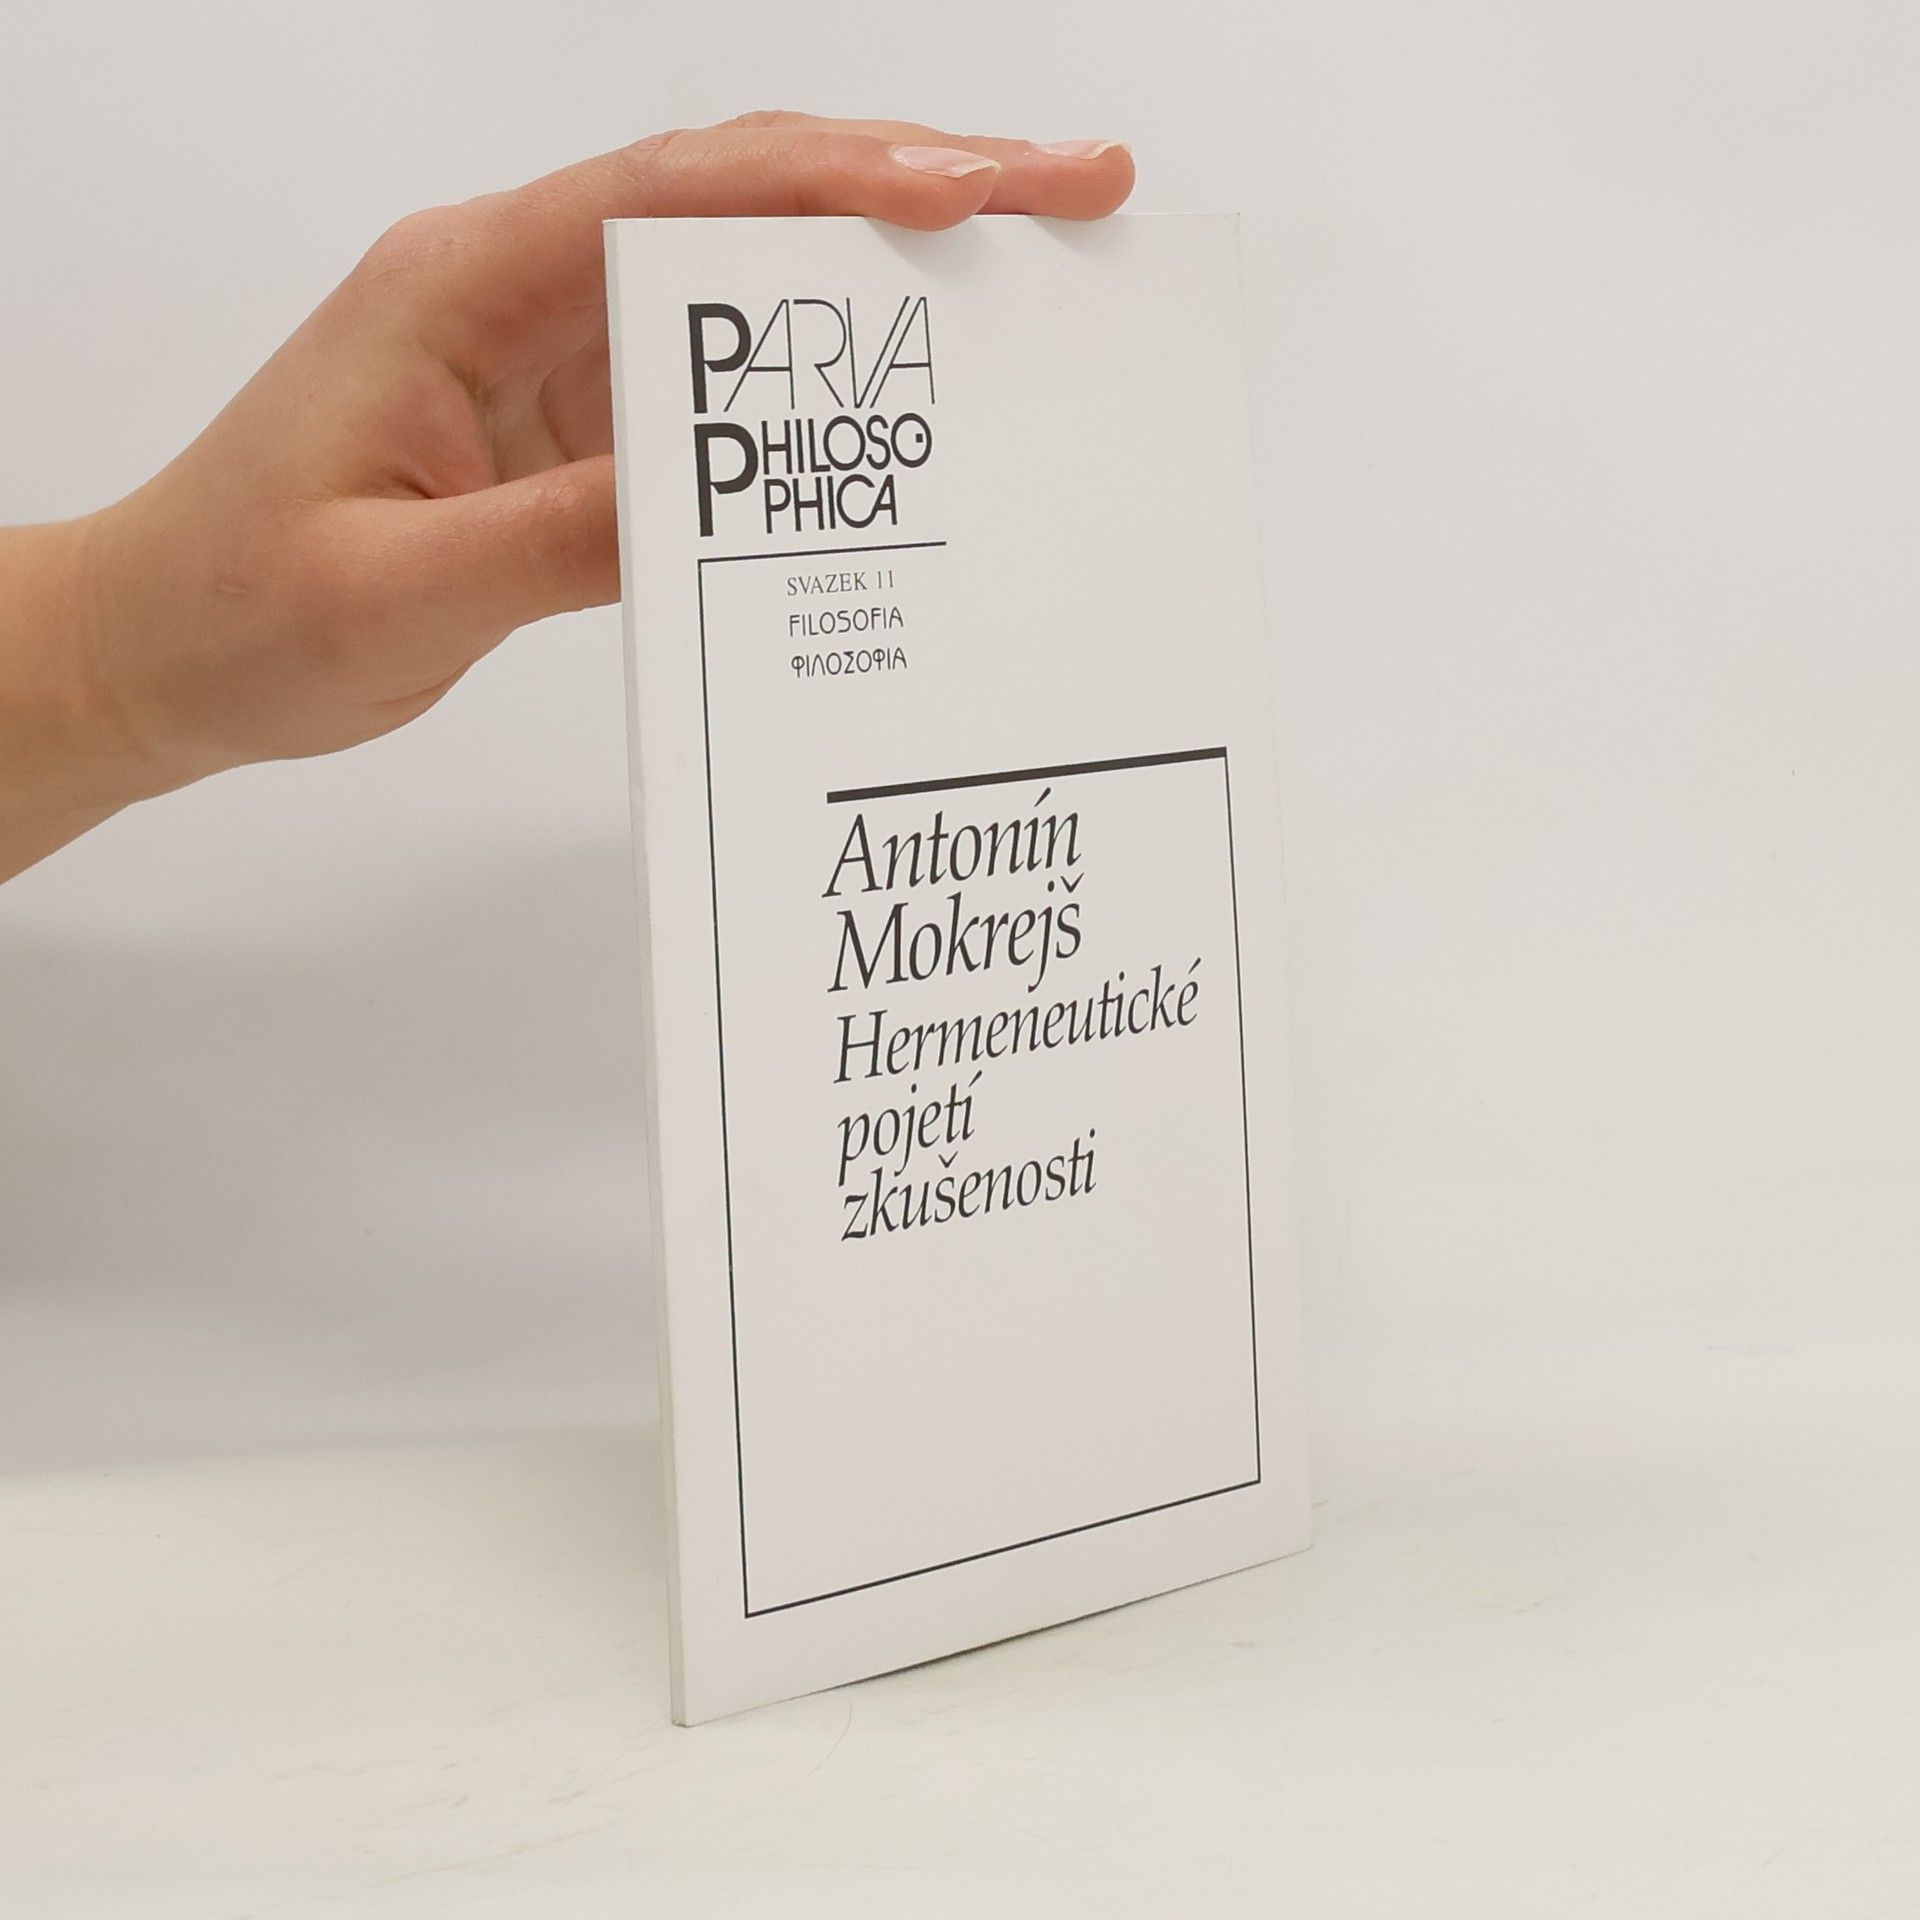 PARVA
PHILOSO
PHICA
SVAZEK 11
FILOSOFIA
ΦΙΛΟΣΟΦΙΑ
Antonín
Mokrejš
Hermeneutické
pojetí
zkušenosti